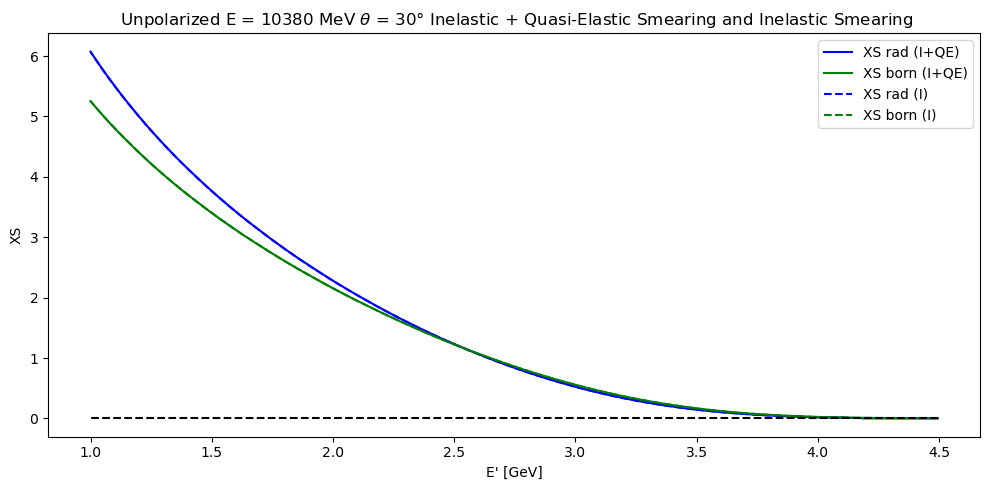 Unpolarized E = 10380 MeV θ = 30° Inelastic + Quasi-Elastic Smearing and Inelastic Smearing
XS rad (I+QE)
XS born (I+QE)
XS rad (I)
XS born (I)
6
5
4
3
2
1
0
XS
1.0 1.5 2.0 2.5 3.0 3.5 4.0 4.5
E' [GeV]